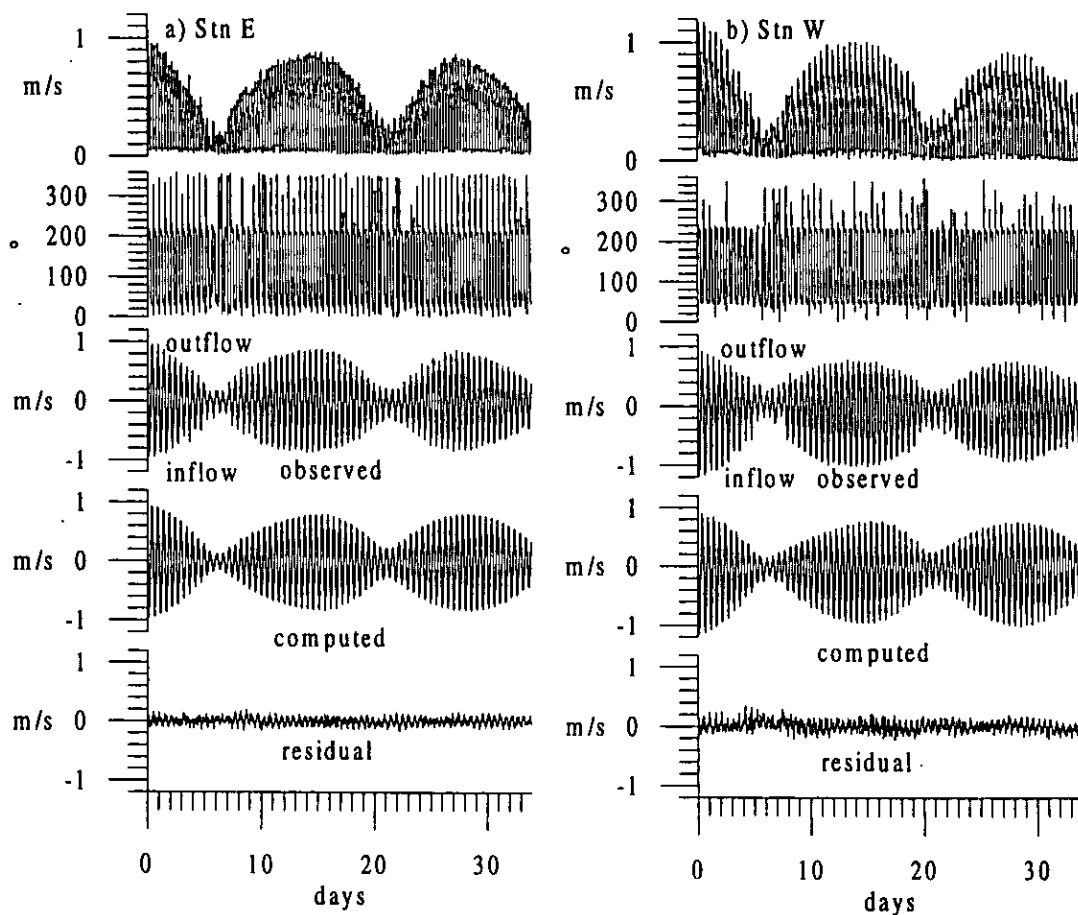 a) Stn E
1
m/s
0
300
200
°
100
0
1
outflow
m/s 0
-1
inflow observed
1
m/s 0
-1
computed
1
m/s 0
residual
-1
0 10 20 30
days
b) Stn W
1
m/s
0
300
200
°
100
0
1
outflow
m/s 0
-1
inflow observed
1
m/s 0
-1
computed
1
m/s 0
residual
-1
0 10 20 30
days